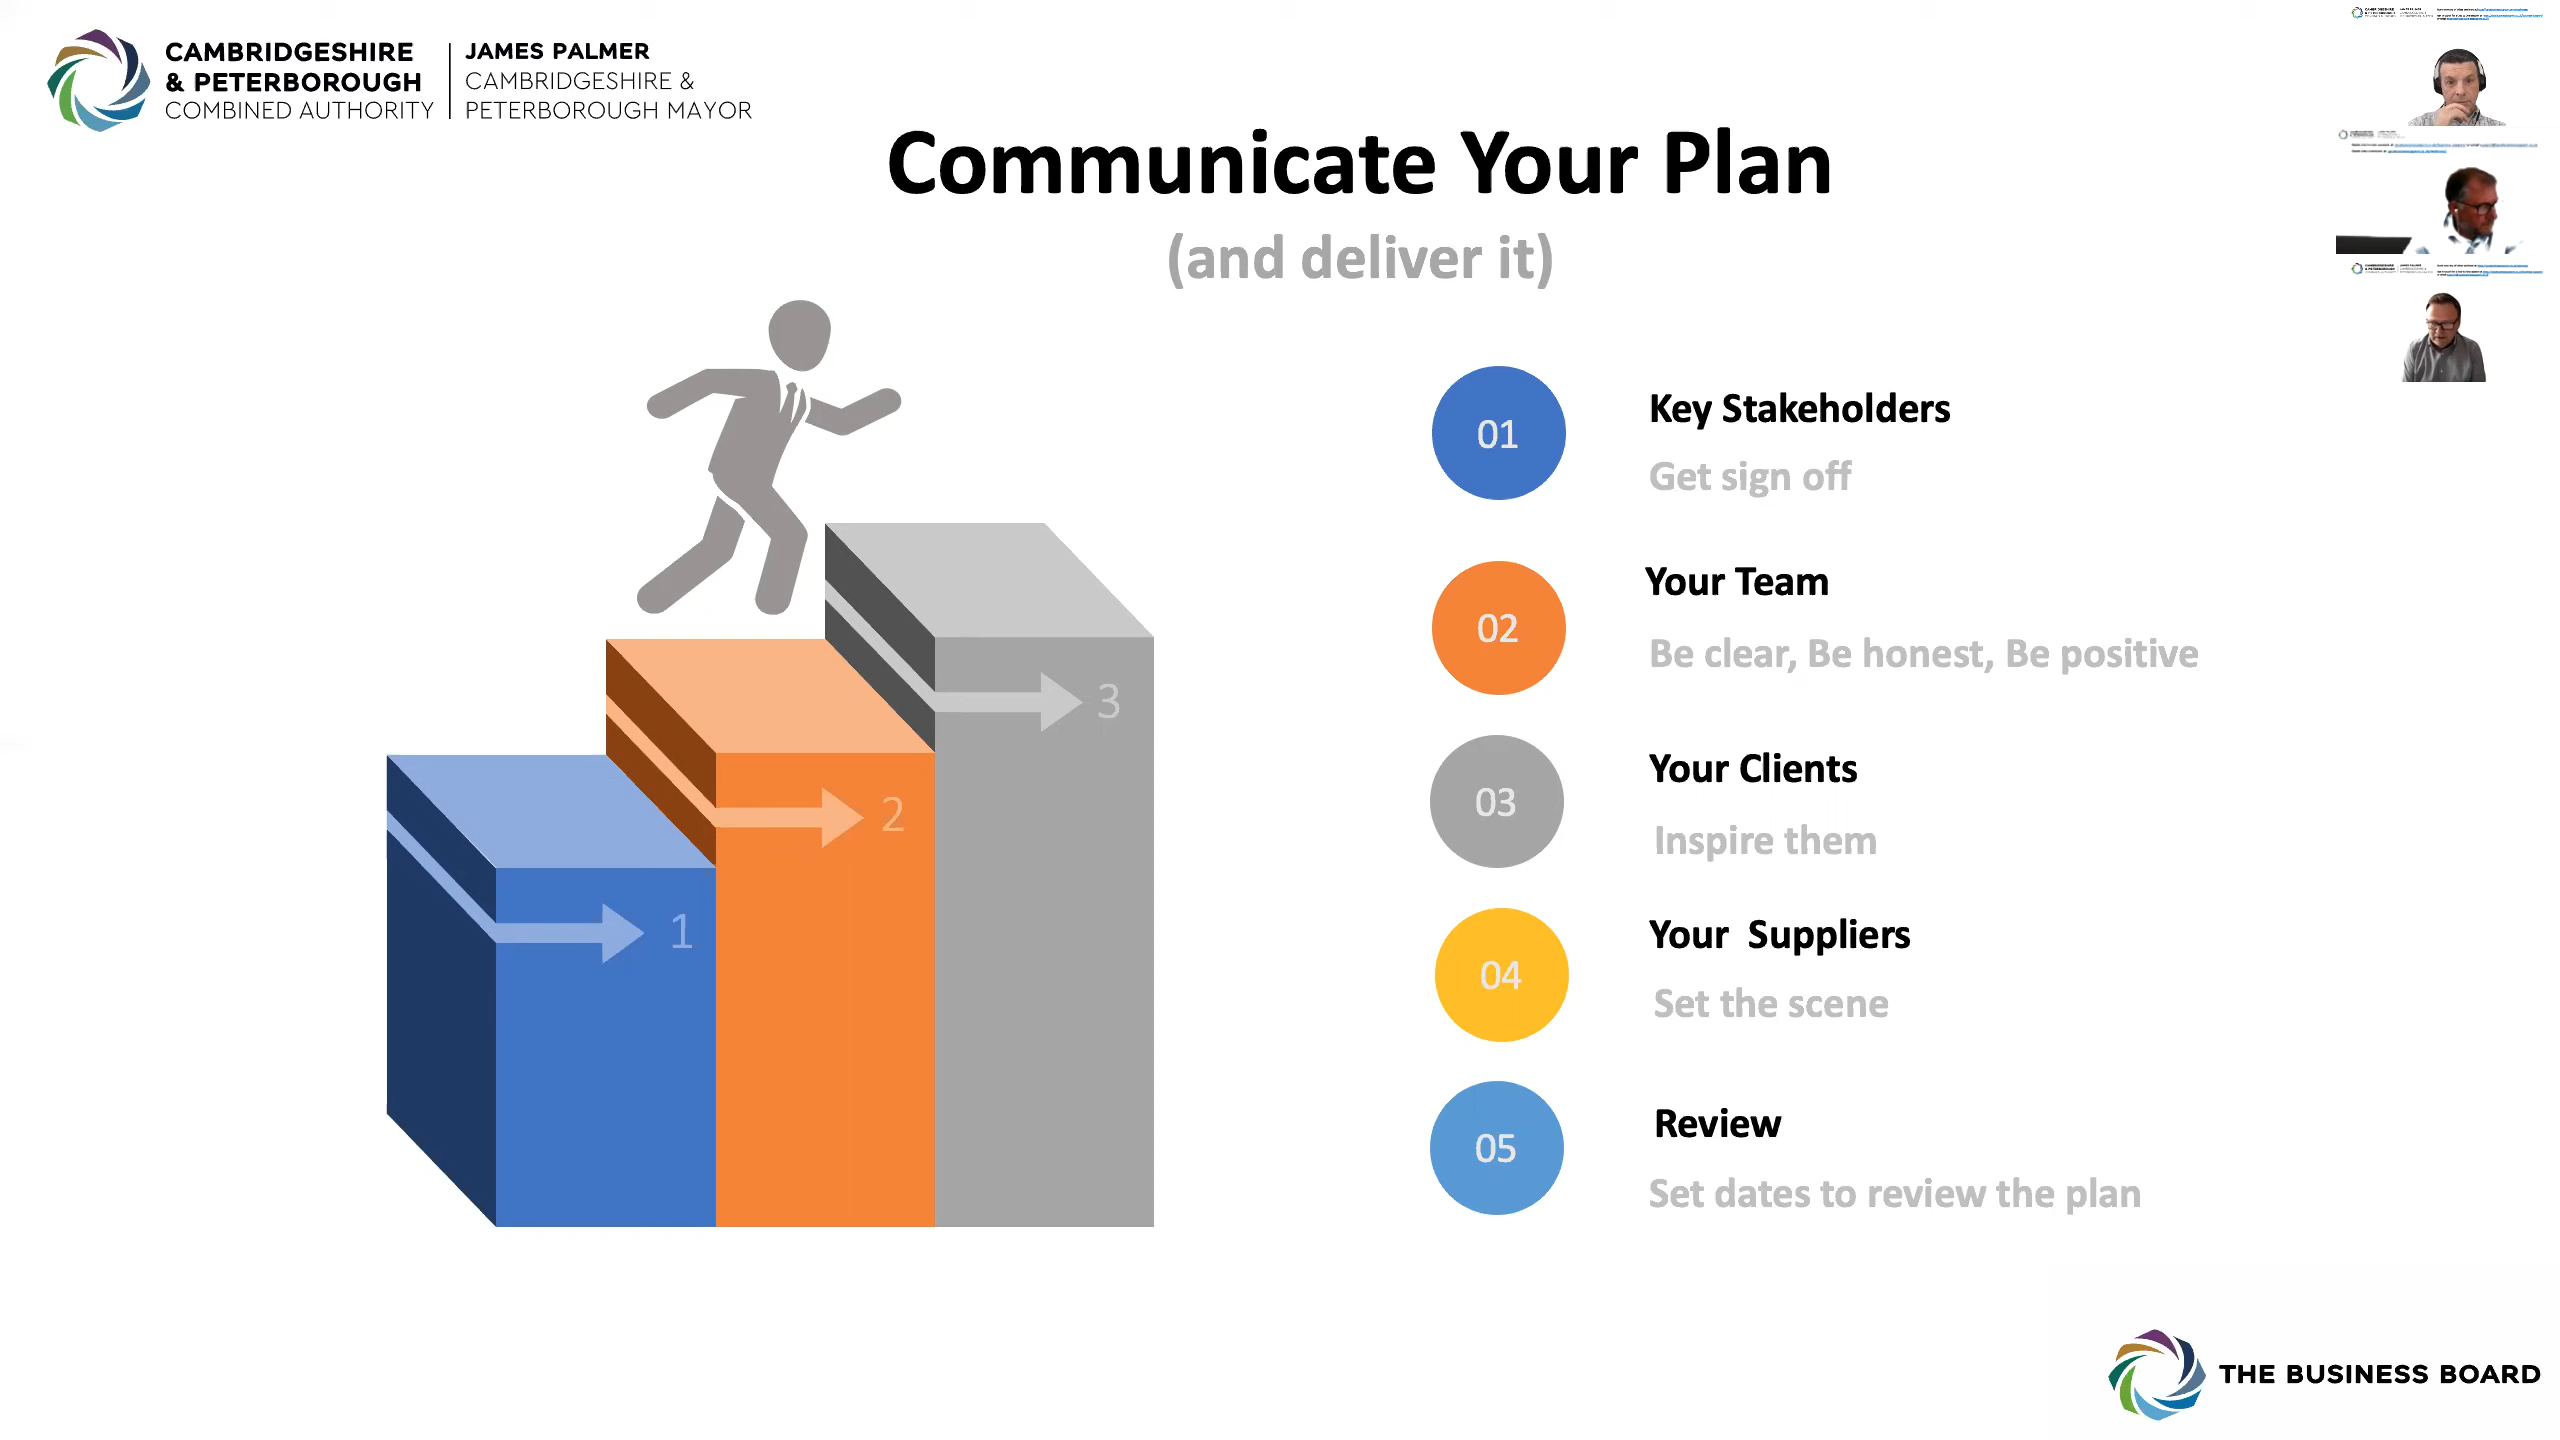 CAMBRIDGESHIRE
& PETERBOROUGH
COMBINED AUTHORITY
JAMES PALMER
CAMBRIDGESHIRE &
PETERBOROUGH MAYOR
Communicate Your Plan
(and deliver it)
1
2
3
01
Key Stakeholders
Get sign off
02
Your Team
Be clear, Be honest, Be positive
03
Your Clients
Inspire them
04
Your  Suppliers
Set the scene
05
Review
Set dates to review the plan
THE BUSINESS BOARD